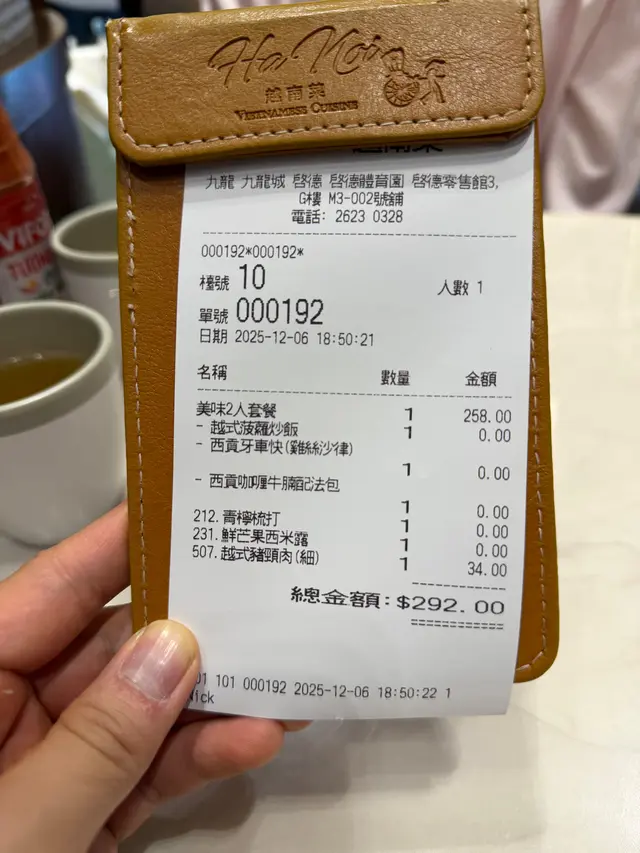 Ha Noi
越南菜
VIETNAMESE CUISINE
九龍 九龍城 啓德 啓德體育園 啓德零售館3,
G樓 M3-002號舖
電話: 2623 0328
000192*000192*
檯號 10 人數 1
單號 000192
日期 2025-12-06 18:50:21
名稱 數量 金額
美味2人套餐 1 258.00
- 越式菠蘿炒飯 1 0.00
- 西貢牙車快(雞絲沙律)
1 0.00
- 西貢咖喱牛腩配法包
1 0.00
212. 青檸梳打 1 0.00
231. 鮮芒果西米露 1 0.00
507. 越式豬頸肉(細) 1 34.00
總金額: $292.00
01 101 000192 2025-12-06 18:50:22 1
Nick
VIFO
TƯƠN